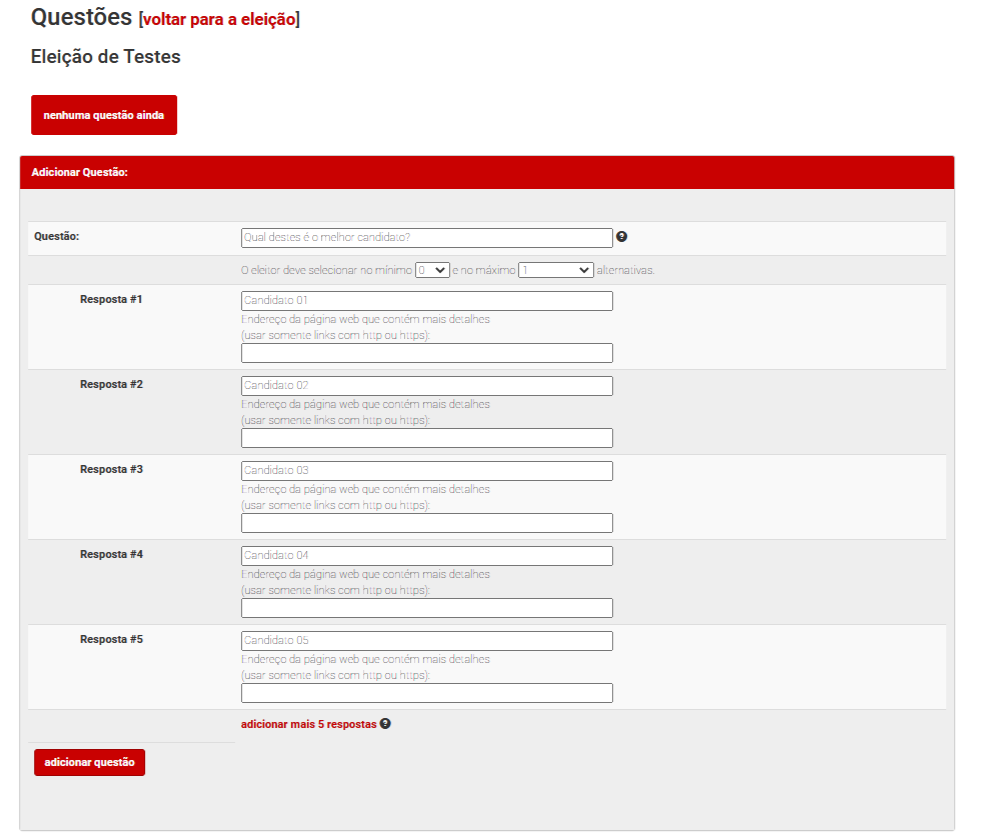 Questões [voltar para a eleição]
Eleição de Testes
nenhuma questão ainda
Adicionar Questão:
Questão: Qual destes é o melhor candidato?
O eleitor deve selecionar no mínimo 0 e no máximo 1 alternativas.
Resposta #1 Candidato 01
Endereço da página web que contém mais detalhes
(usar somente links com http ou https):
Resposta #2 Candidato 02
Endereço da página web que contém mais detalhes
(usar somente links com http ou https):
Resposta #3 Candidato 03
Endereço da página web que contém mais detalhes
(usar somente links com http ou https):
Resposta #4 Candidato 04
Endereço da página web que contém mais detalhes
(usar somente links com http ou https):
Resposta #5 Candidato 05
Endereço da página web que contém mais detalhes
(usar somente links com http ou https):
adicionar mais 5 respostas ?
adicionar questão